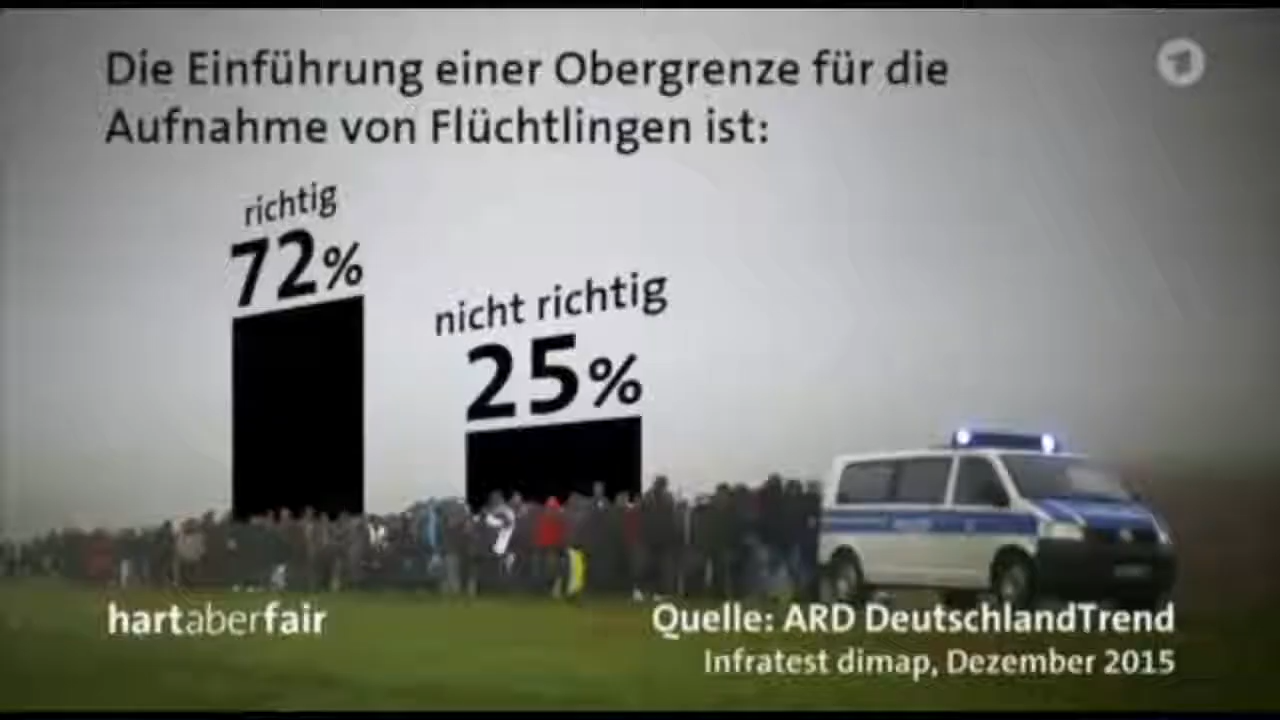 Die Einführung einer Obergrenze für die
Aufnahme von Flüchtlingen ist:
richtig
72%
nicht richtig
25%
hartaberfair
Quelle: ARD DeutschlandTrend
Infratest dimap, Dezember 2015